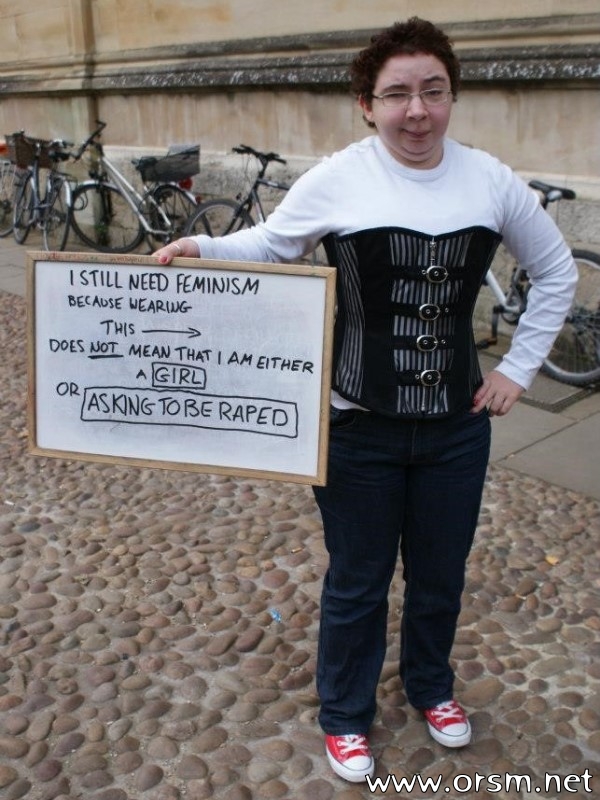 I STILL NEED FEMINISM
BECAUSE WEARING
THIS →
DOES NOT MEAN THAT I AM EITHER
A GIRL
OR ASKING TO BE RAPED
www.orsm.net